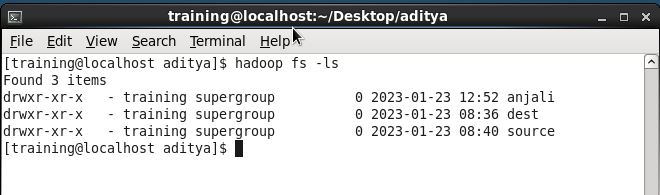 training@localhost:~/Desktop/aditya
File Edit View Search Terminal Help
[training@localhost aditya]$ hadoop fs -ls
Found 3 items
drwxr-xr-x   - training supergroup          0 2023-01-23 12:52 anjali
drwxr-xr-x   - training supergroup          0 2023-01-23 08:36 dest
drwxr-xr-x   - training supergroup          0 2023-01-23 08:40 source
[training@localhost aditya]$